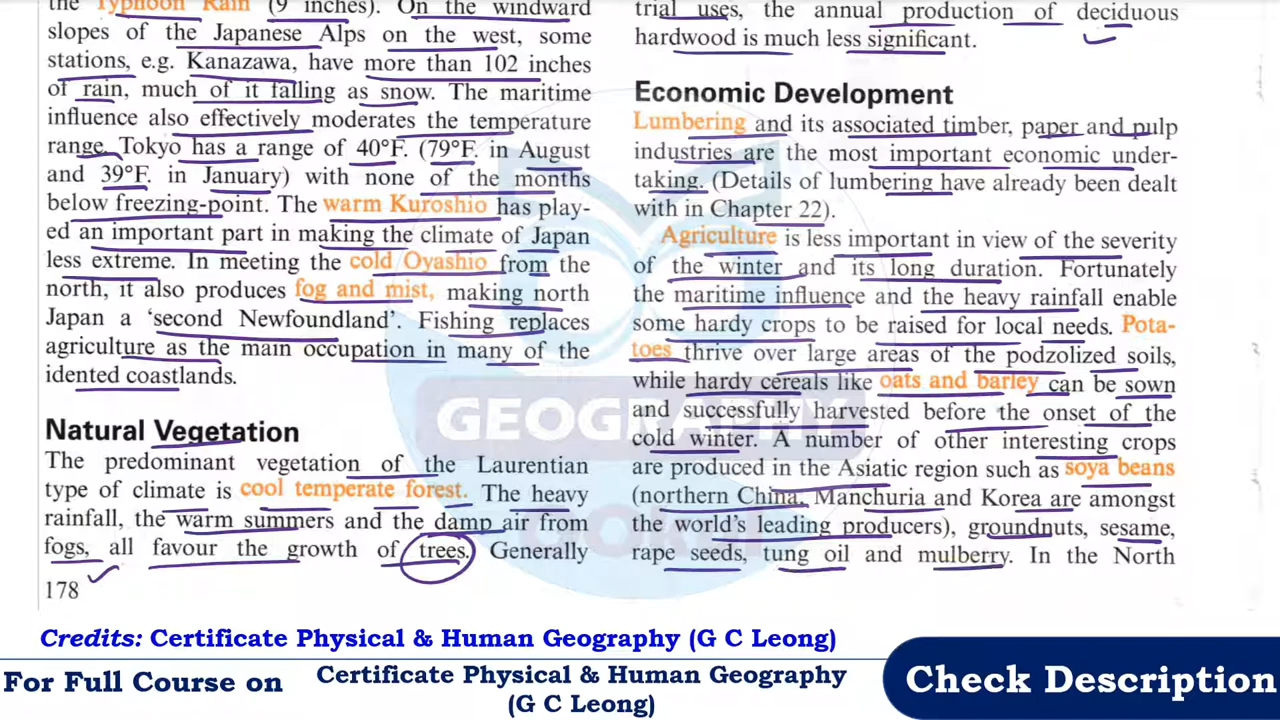 the Typhoon Rain (9 inches). On the windward
slopes of the Japanese Alps on the west, some
stations, e.g. Kanazawa, have more than 102 inches
of rain, much of it falling as snow. The maritime
influence also effectively moderates the temperature
range. Tokyo has a range of 40°F. (79°F. in August
and 39°F. in January) with none of the months
below freezing-point. The warm Kuroshio has play-
ed an important part in making the climate of Japan
less extreme. In meeting the cold Oyashio from the
north, it also produces fog and mist, making north
Japan a ‘second Newfoundland’. Fishing replaces
agriculture as the main occupation in many of the
idented coastlands.
Natural Vegetation
The predominant vegetation of the Laurentian
type of climate is cool temperate forest. The heavy
rainfall, the warm summers and the damp air from
fogs, all favour the growth of trees. Generally
178
trial uses, the annual production of deciduous
hardwood is much less significant.
Economic Development
Lumbering and its associated timber, paper and pulp
industries are the most important economic under-
taking. (Details of lumbering have already been dealt
with in Chapter 22).
Agriculture is less important in view of the severity
of the winter and its long duration. Fortunately
the maritime influence and the heavy rainfall enable
some hardy crops to be raised for local needs. Pota-
toes thrive over large areas of the podzolized soils,
while hardy cereals like oats and barley can be sown
and successfully harvested before the onset of the
cold winter. A number of other interesting crops
are produced in the Asiatic region such as soya beans
(northern China, Manchuria and Korea are amongst
the world's leading producers), groundnuts, sesame,
rape seeds, tung oil and mulberry. In the North
GEOGRAPHY
Credits: Certificate Physical & Human Geography (G C Leong)
For Full Course on
Certificate Physical & Human Geography
(G C Leong)
Check Description